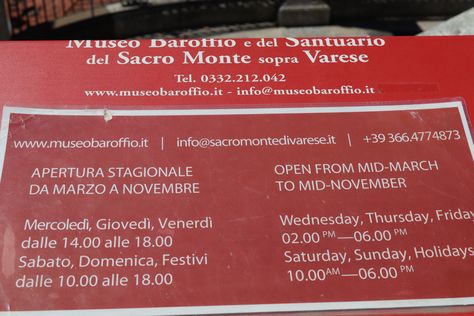 Museo Baroffio e del Santuario
del Sacro Monte sopra Varese
Tel. 0332.212.042
www.museobaroffio.it - info@museobaroffio.it
www.museobaroffio.it | info@sacromontedivarese.it | +39 366.4774873
APERTURA STAGIONALE
DA MARZO A NOVEMBRE
Mercoledì, Giovedì, Venerdì
dalle 14.00 alle 18.00
Sabato, Domenica, Festivi
dalle 10.00 alle 18.00
OPEN FROM MID-MARCH
TO MID-NOVEMBER
Wednesday, Thursday, Friday
02.00 PM—06.00 PM
Saturday, Sunday, Holidays
10.00AM—06.00 PM